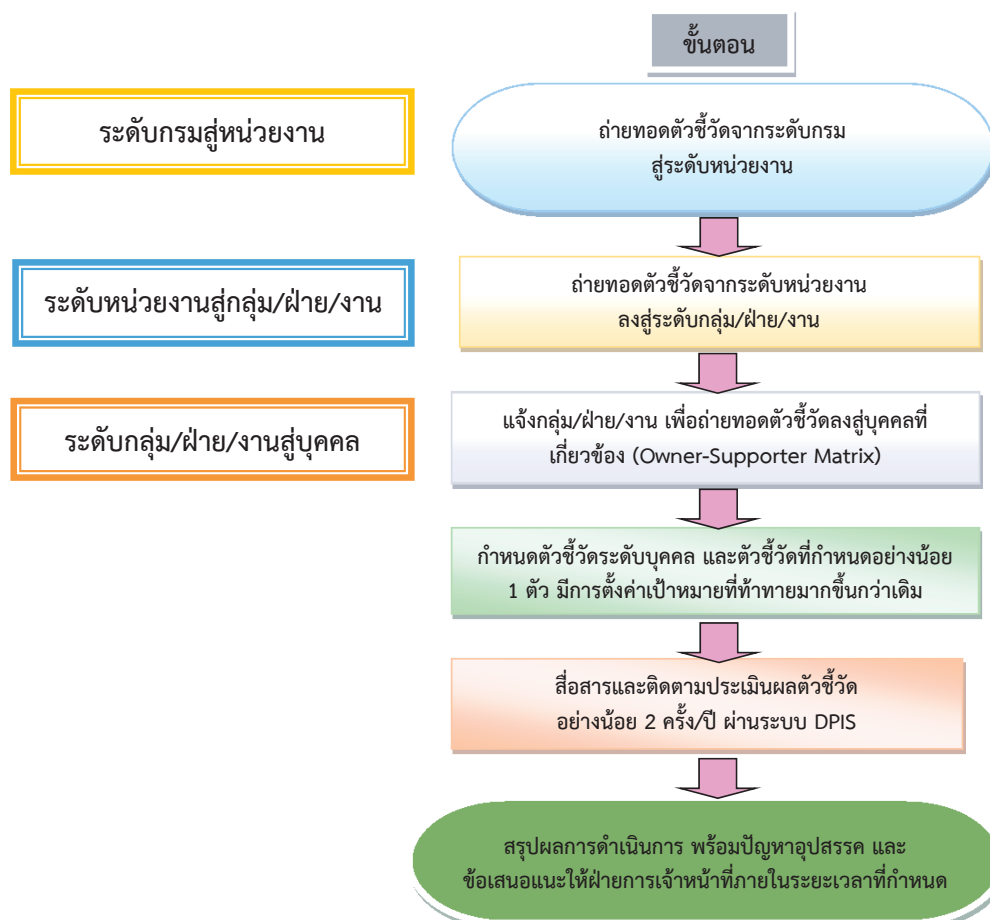 ขั้นตอน
ระดับกรมสู่หน่วยงาน
ถ่ายทอดตัวชี้วัดจากระดับกรม
สู่ระดับหน่วยงาน
ระดับหน่วยงานสู่กลุ่ม/ฝ่าย/งาน
ถ่ายทอดตัวชี้วัดจากระดับหน่วยงาน
ลงสู่ระดับกลุ่ม/ฝ่าย/งาน
ระดับกลุ่ม/ฝ่าย/งานสู่บุคคล
แจ้งกลุ่ม/ฝ่าย/งาน เพื่อถ่ายทอดตัวชี้วัดลงสู่บุคคลที่
เกี่ยวข้อง (Owner-Supporter Matrix)
กำหนดตัวชี้วัดระดับบุคคล และตัวชี้วัดที่กำหนดอย่างน้อย
1 ตัว มีการตั้งค่าเป้าหมายที่ท้าทายมากขึ้นกว่าเดิม
สื่อสารและติดตามประเมินผลตัวชี้วัด
อย่างน้อย 2 ครั้ง/ปี ผ่านระบบ DPIS
สรุปผลการดำเนินการ พร้อมปัญหาอุปสรรค และ
ข้อเสนอแนะให้ฝ่ายการเจ้าหน้าที่ภายในระยะเวลาที่กำหนด